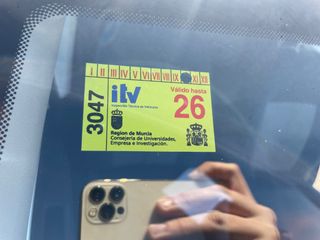 I II III IV V VI VII VIII IX XI XII
3047
itv
Inspección Técnica de Vehículos
Válido hasta
26
Región de Murcia
Consejería de Universidades,
Empresa e Investigación.